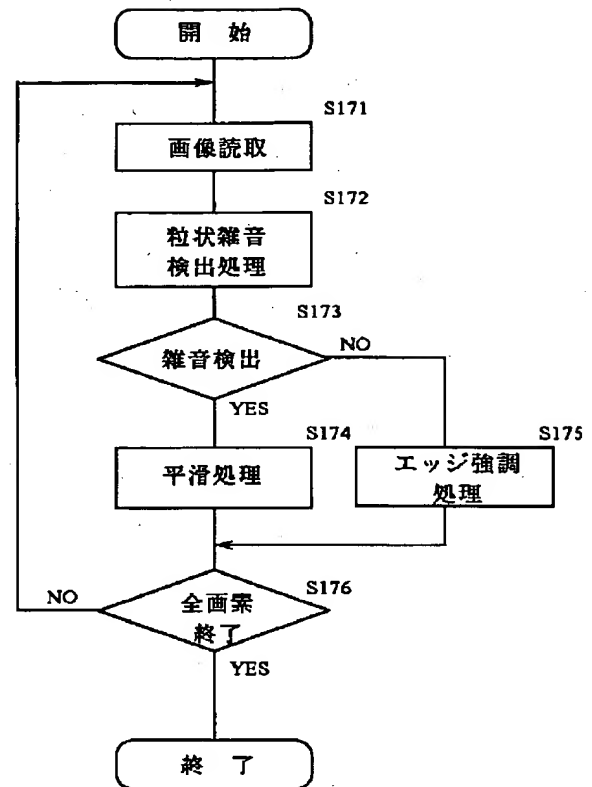 開 始
S171
画像読取
S172
粒状雑音
検出処理
S173
雑音検出
NO
YES
S174
平滑処理
S175
エッジ強調
処理
S176
全画素
終了
NO
YES
終 了